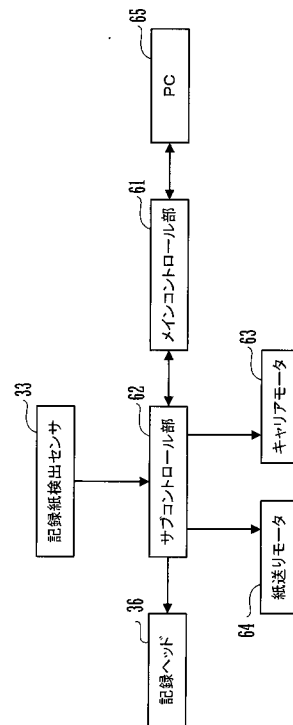 記録紙検出センサ
33
記録ヘッド
36
サブコントロール部
62
メインコントロール部
61
PC
65
紙送りモータ
64
キャリアモータ
63